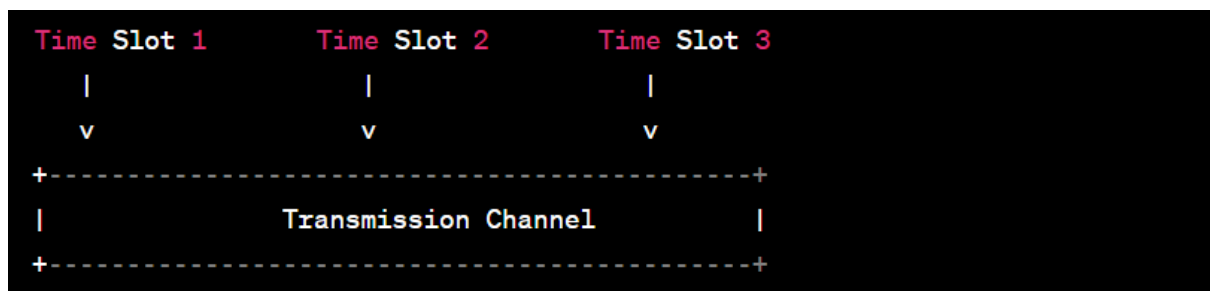 Time Slot 1       Time Slot 2       Time Slot 3
   |                 |                 |
   v                 v                 v
+---------------------------------------------+
|               Transmission Channel          |
+---------------------------------------------+